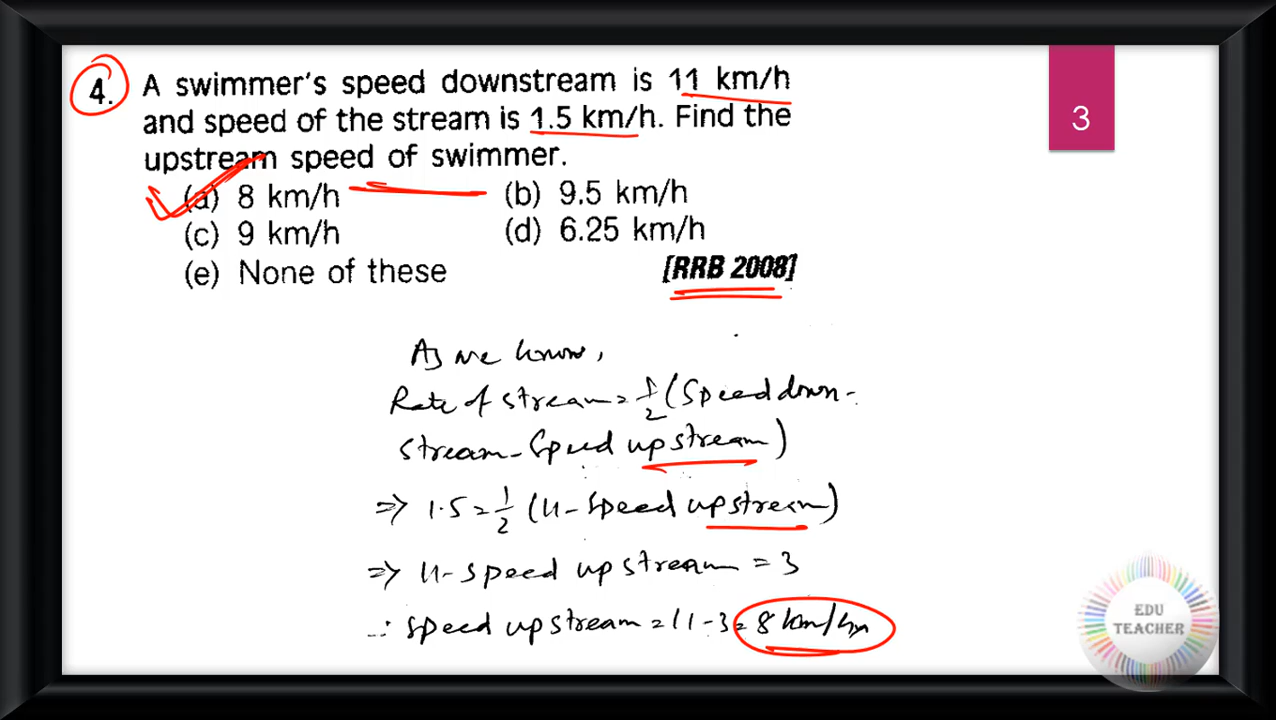 4. A swimmer's speed downstream is 11 km/h
and speed of the stream is 1.5 km/h. Find the
upstream speed of swimmer.
(a) 8 km/h (b) 9.5 km/h
(c) 9 km/h (d) 6.25 km/h
(e) None of these [RRB 2008]
3
As we know,
Rate of stream = 1/2 (Speed down-
stream - Speed upstream)
=> 1.5 = 1/2 (11 - Speed upstream)
=> 11 - speed upstream = 3
∴ speed upstream = 11 - 3 = 8 km/hr
EDU
TEACHER